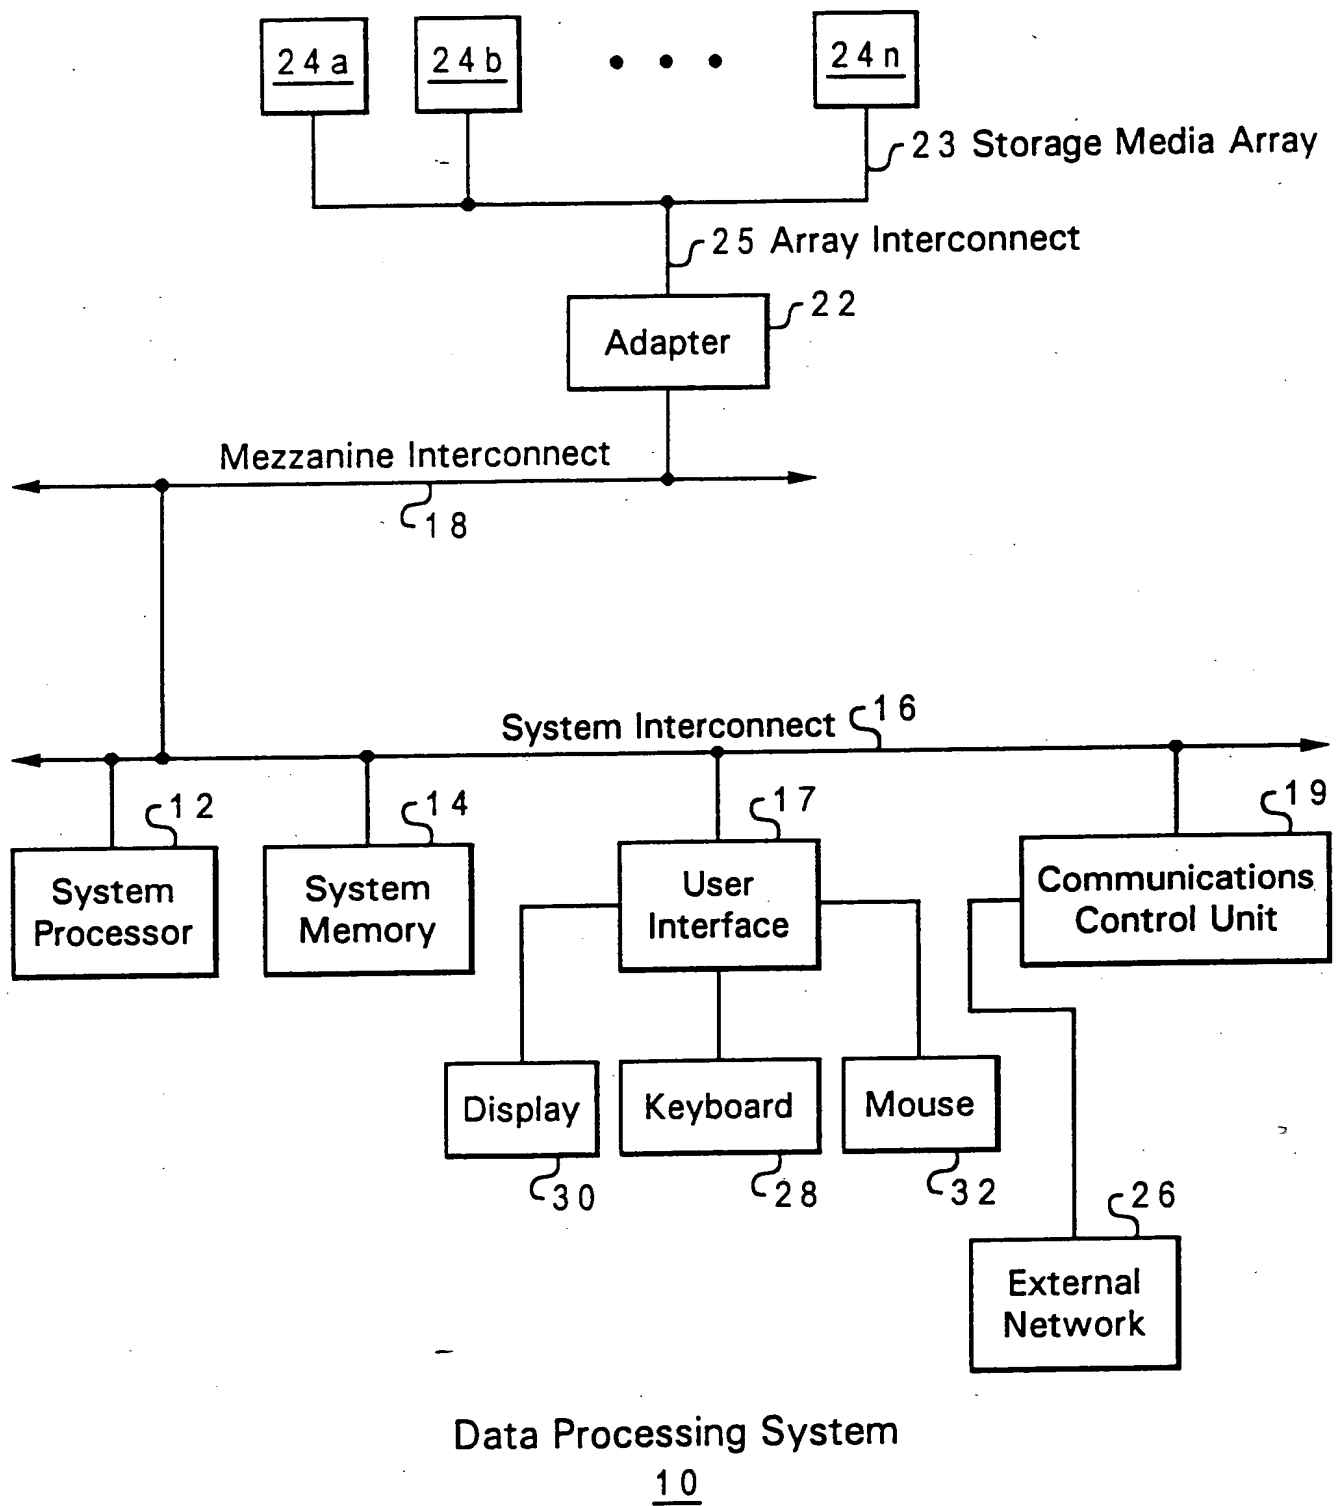 24a 24b • • • 24n
23 Storage Media Array
25 Array Interconnect
22
Adapter
Mezzanine Interconnect
18
System Interconnect 16
12
14
17
19
System
Processor
System
Memory
User
Interface
Communications
Control Unit
Display
Keyboard
Mouse
30
28
32
26
External
Network
Data Processing System
10